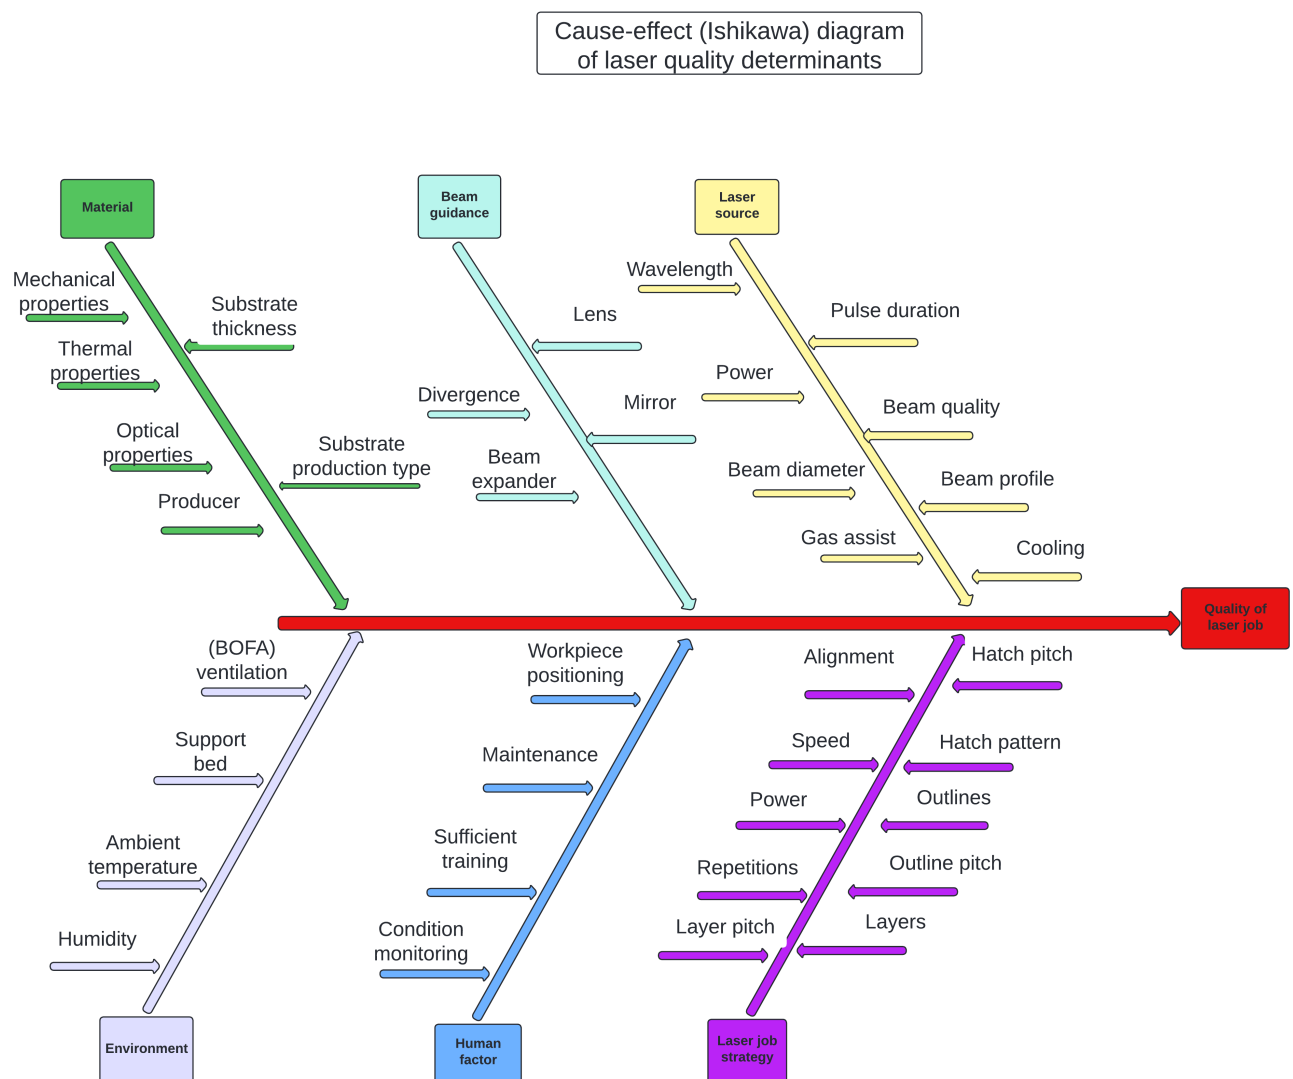 Cause-effect (Ishikawa) diagram
of laser quality determinants
Material
Beam
guidance
Laser
source
Mechanical
properties
Substrate
thickness
Thermal
properties
Optical
properties
Substrate
production type
Producer
Lens
Divergence
Mirror
Beam
expander
Wavelength
Pulse duration
Power
Beam quality
Beam diameter
Beam profile
Gas assist
Cooling
Quality of
laser job
(BOFA)
ventilation
Support
bed
Ambient
temperature
Humidity
Environment
Workpiece
positioning
Maintenance
Sufficient
training
Condition
monitoring
Human
factor
Alignment
Hatch pitch
Speed
Hatch pattern
Power
Outlines
Repetitions
Outline pitch
Layer pitch
Layers
Laser job
strategy